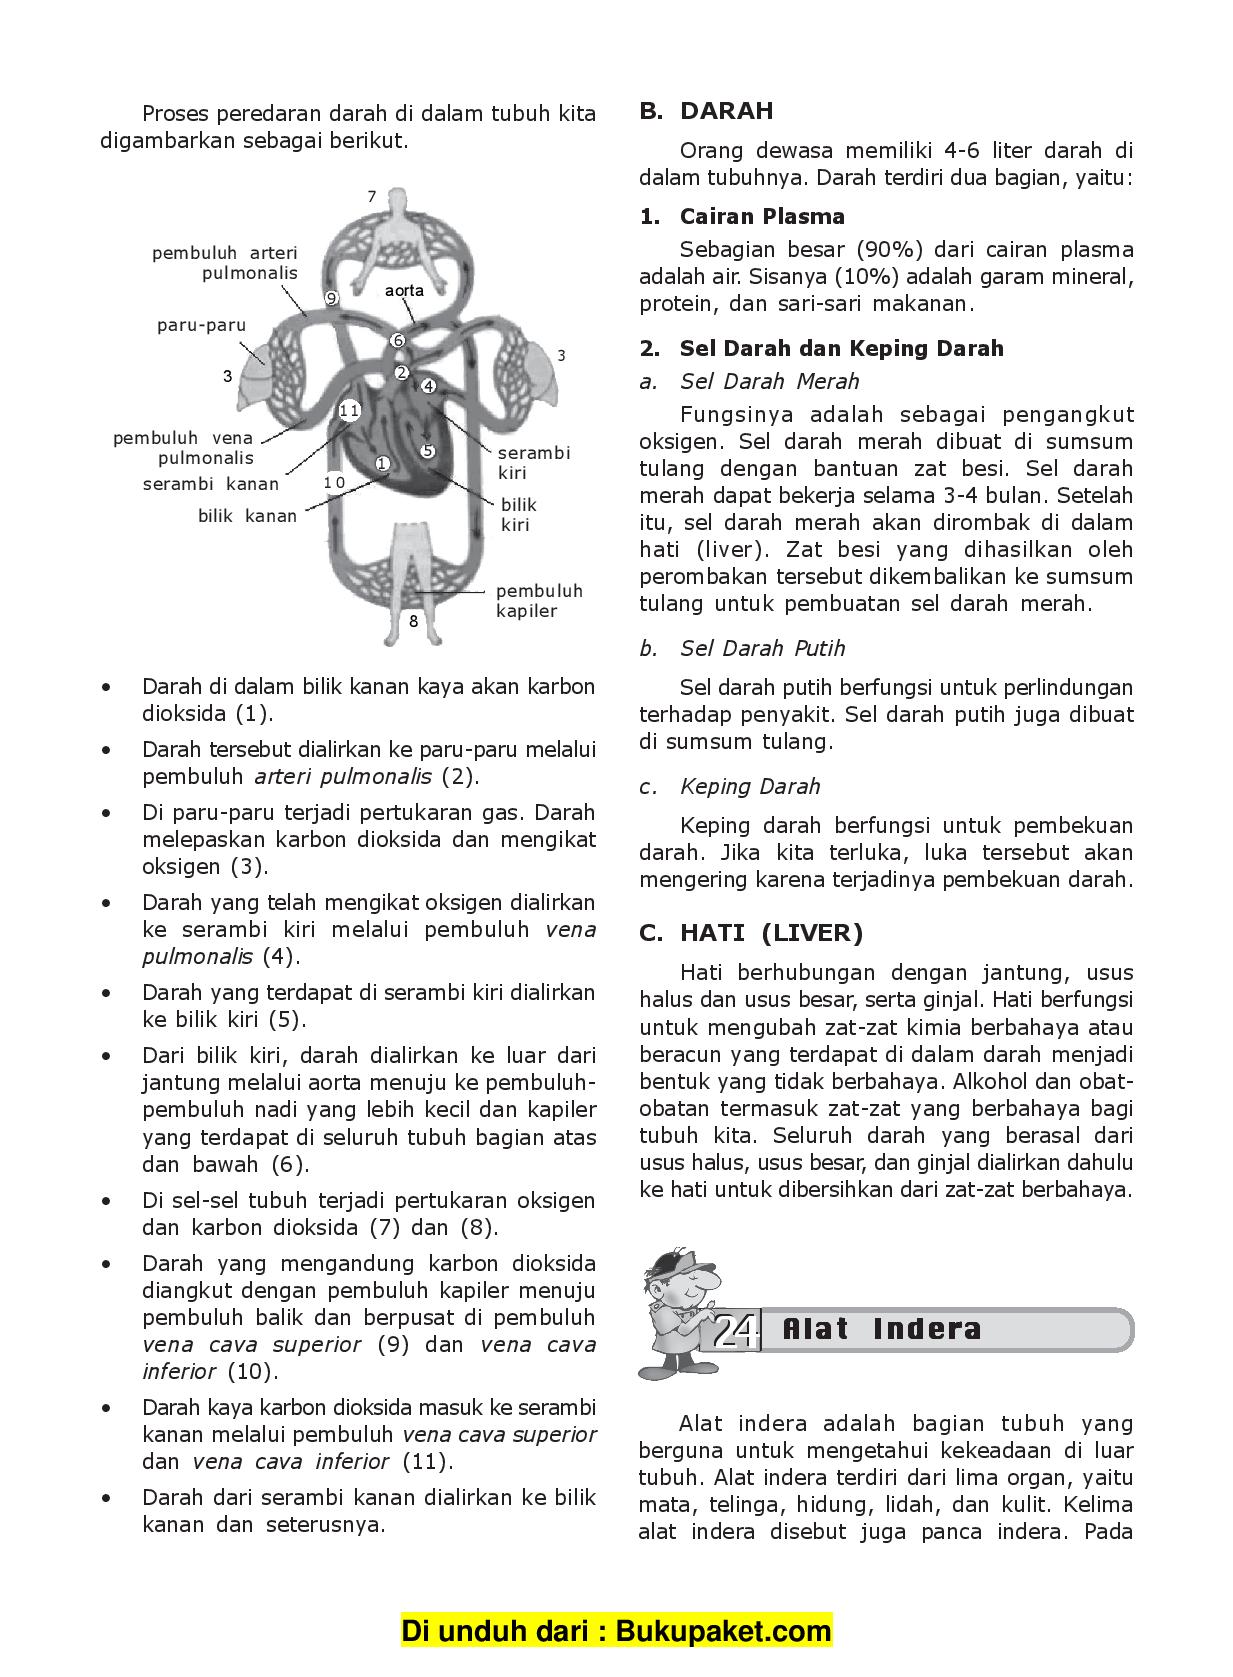 Proses peredaran darah di dalam tubuh kita
digambarkan sebagai berikut.
7
pembuluh arteri
pulmonalis
aorta
9
paru-paru
6
3
3
2
4
11
pembuluh vena
pulmonalis
5
serambi
kiri
1
serambi kanan
10
bilik kanan
bilik
kiri
pembuluh
kapiler
8
• Darah di dalam bilik kanan kaya akan karbon
dioksida (1).
• Darah tersebut dialirkan ke paru-paru melalui
pembuluh arteri pulmonalis (2).
• Di paru-paru terjadi pertukaran gas. Darah
melepaskan karbon dioksida dan mengikat
oksigen (3).
• Darah yang telah mengikat oksigen dialirkan
ke serambi kiri melalui pembuluh vena
pulmonalis (4).
• Darah yang terdapat di serambi kiri dialirkan
ke bilik kiri (5).
• Dari bilik kiri, darah dialirkan ke luar dari
jantung melalui aorta menuju ke pembuluh-
pembuluh nadi yang lebih kecil dan kapiler
yang terdapat di seluruh tubuh bagian atas
dan bawah (6).
• Di sel-sel tubuh terjadi pertukaran oksigen
dan karbon dioksida (7) dan (8).
• Darah yang mengandung karbon dioksida
diangkut dengan pembuluh kapiler menuju
pembuluh balik dan berpusat di pembuluh
vena cava superior (9) dan vena cava
inferior (10).
• Darah kaya karbon dioksida masuk ke serambi
kanan melalui pembuluh vena cava superior
dan vena cava inferior (11).
• Darah dari serambi kanan dialirkan ke bilik
kanan dan seterusnya.
B. DARAH
Orang dewasa memiliki 4-6 liter darah di
dalam tubuhnya. Darah terdiri dua bagian, yaitu:
1. Cairan Plasma
Sebagian besar (90%) dari cairan plasma
adalah air. Sisanya (10%) adalah garam mineral,
protein, dan sari-sari makanan.
2. Sel Darah dan Keping Darah
a. Sel Darah Merah
Fungsinya adalah sebagai pengangkut
oksigen. Sel darah merah dibuat di sumsum
tulang dengan bantuan zat besi. Sel darah
merah dapat bekerja selama 3-4 bulan. Setelah
itu, sel darah merah akan dirombak di dalam
hati (liver). Zat besi yang dihasilkan oleh
perombakan tersebut dikembalikan ke sumsum
tulang untuk pembuatan sel darah merah.
b. Sel Darah Putih
Sel darah putih berfungsi untuk perlindungan
terhadap penyakit. Sel darah putih juga dibuat
di sumsum tulang.
c. Keping Darah
Keping darah berfungsi untuk pembekuan
darah. Jika kita terluka, luka tersebut akan
mengering karena terjadinya pembekuan darah.
C. HATI (LIVER)
Hati berhubungan dengan jantung, usus
halus dan usus besar, serta ginjal. Hati berfungsi
untuk mengubah zat-zat kimia berbahaya atau
beracun yang terdapat di dalam darah menjadi
bentuk yang tidak berbahaya. Alkohol dan obat-
obatan termasuk zat-zat yang berbahaya bagi
tubuh kita. Seluruh darah yang berasal dari
usus halus, usus besar, dan ginjal dialirkan dahulu
ke hati untuk dibersihkan dari zat-zat berbahaya.
24 Alat Indera
Alat indera adalah bagian tubuh yang
berguna untuk mengetahui kekeadaan di luar
tubuh. Alat indera terdiri dari lima organ, yaitu
mata, telinga, hidung, lidah, dan kulit. Kelima
alat indera disebut juga panca indera. Pada
Di unduh dari : Bukupaket.com